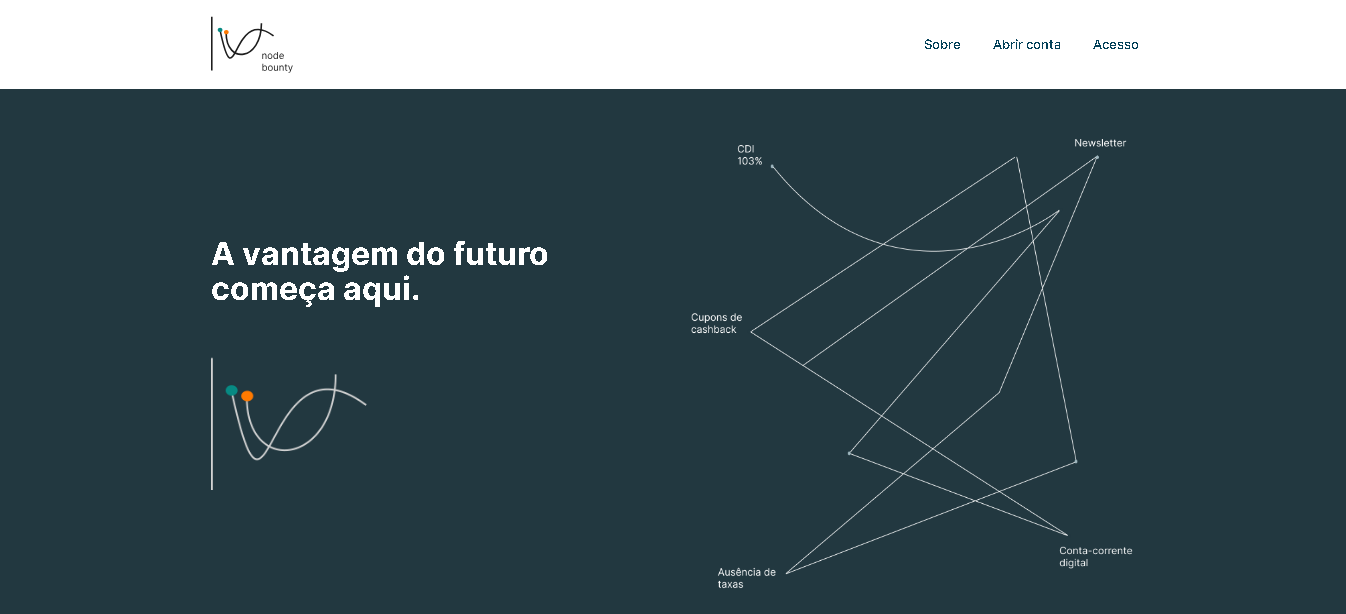 node
bounty
Sobre
Abrir conta
Acesso
A vantagem do futuro
começa aqui.
CDI
103%
Newsletter
Cupons de
cashback
Conta-corrente
digital
Ausência de
taxas